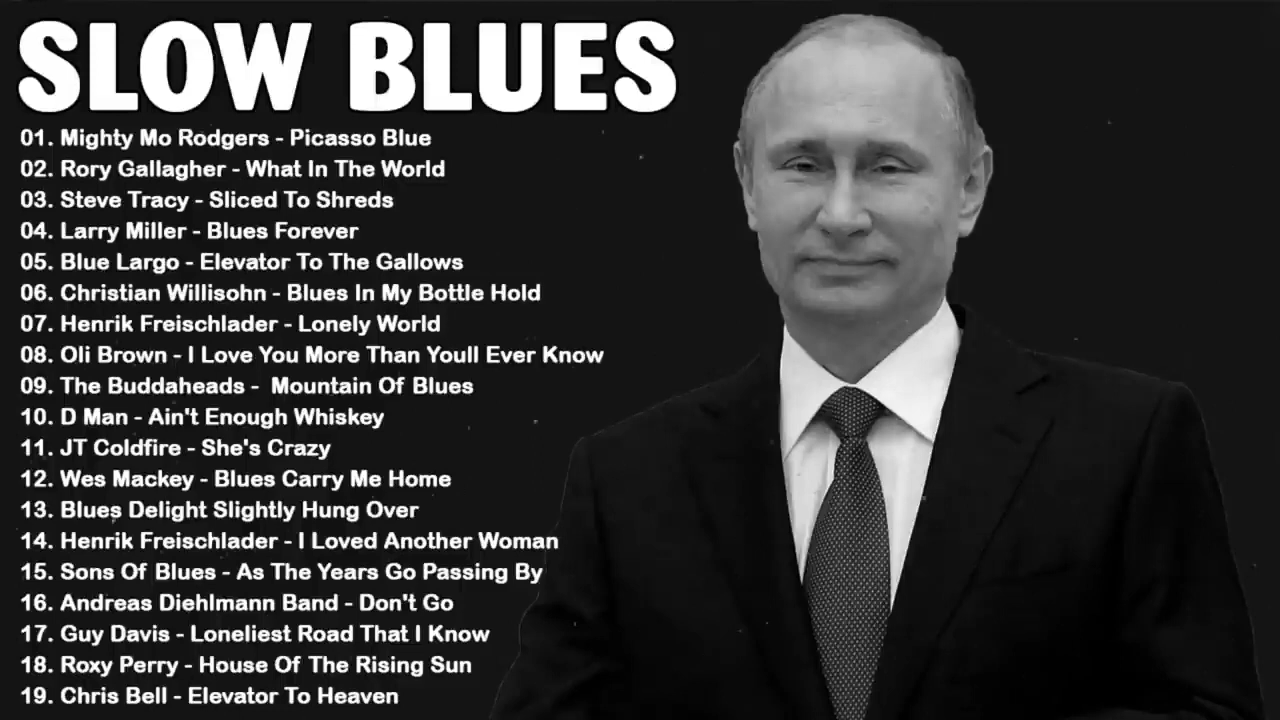 SLOW BLUES
01. Mighty Mo Rodgers - Picasso Blue
02. Rory Gallagher - What In The World
03. Steve Tracy - Sliced To Shreds
04. Larry Miller - Blues Forever
05. Blue Largo - Elevator To The Gallows
06. Christian Willisohn - Blues In My Bottle Hold
07. Henrik Freischlader - Lonely World
08. Oli Brown - I Love You More Than Youll Ever Know
09. The Buddaheads -  Mountain Of Blues
10. D Man - Ain't Enough Whiskey
11. JT Coldfire - She's Crazy
12. Wes Mackey - Blues Carry Me Home
13. Blues Delight Slightly Hung Over
14. Henrik Freischlader - I Loved Another Woman
15. Sons Of Blues - As The Years Go Passing By
16. Andreas Diehlmann Band - Don't Go
17. Guy Davis - Loneliest Road That I Know
18. Roxy Perry - House Of The Rising Sun
19. Chris Bell - Elevator To Heaven